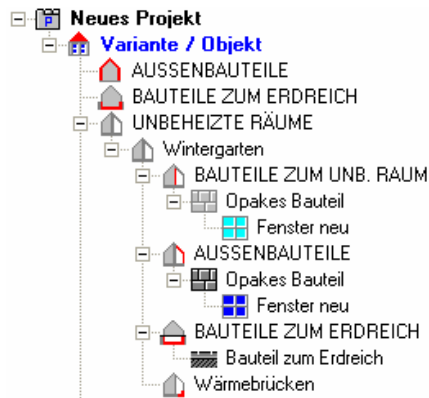 Neues Projekt
Variante / Objekt
AUSSENBAUTEILE
BAUTEILE ZUM ERDREICH
UNBEHEIZTE RÄUME
Wintergarten
BAUTEILE ZUM UNB. RAUM
Opakes Bauteil
Fenster neu
AUSSENBAUTEILE
Opakes Bauteil
Fenster neu
BAUTEILE ZUM ERDREICH
Bauteil zum Erdreich
Wärmebrücken